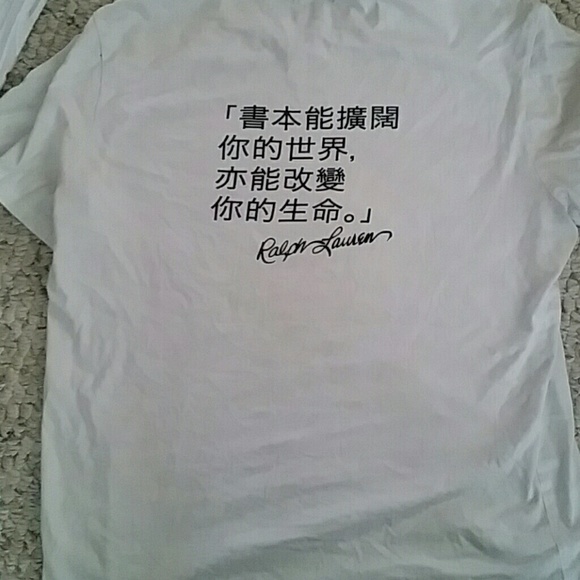 「書本能擴闊
你的世界,
亦能改變
你的生命。」
Ralph Lauren